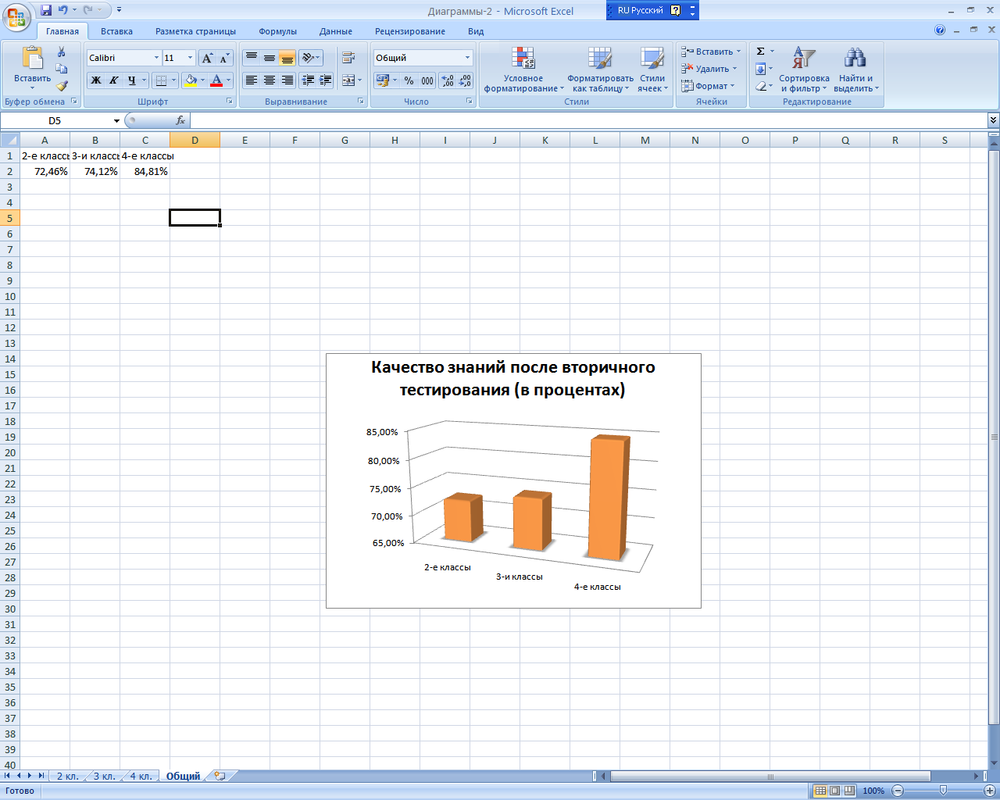 Диаграммы-2 - Microsoft Excel
RU Русский
Главная Вставка Разметка страницы Формулы Данные Рецензирование Вид
Вставить
Буфер обмена
Calibri 11
Ж К Ч
Шрифт
Выравнивание
Общий
% 000
Число
Условное форматирование
Форматировать как таблицу
Стили ячеек
Стили
Вставить
Удалить
Формат
Ячейки
Σ
Сортировка и фильтр
Найти и выделить
Редактирование
D5 fx
A B C D E F G H I J K L M N O P Q R S
1 2-е классы 3-и классы 4-е классы
2 72,46% 74,12% 84,81%
3
4
5
6
7
8
9
10
11
12
13
14
15
16
17
18
19
20
21
22
23
24
25
26
27
28
29
30
31
32
33
34
35
36
37
38
39
40
Качество знаний после вторичного
тестирования (в процентах)
85,00%
80,00%
75,00%
70,00%
65,00%
2-е классы
3-и классы
4-е классы
2 кл. 3 кл. 4 кл. Общий
Готово 100%